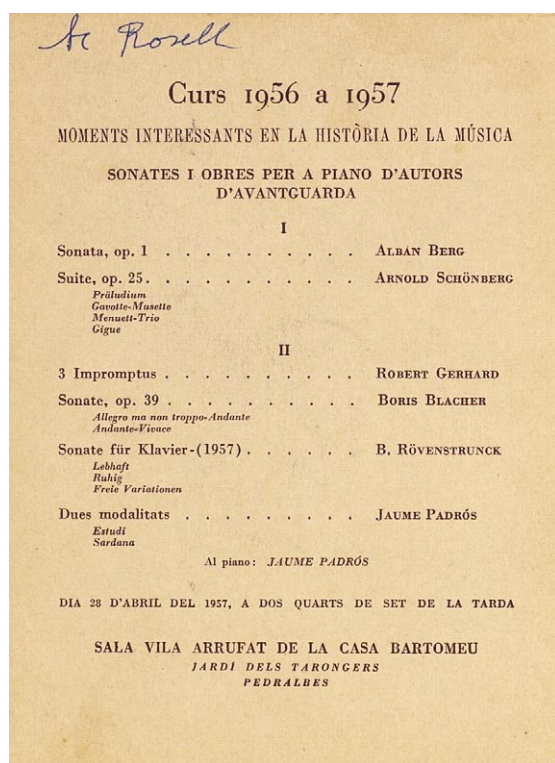 Rosell
Curs 1956 a 1957
MOMENTS INTERESSANTS EN LA HISTÒRIA DE LA MÚSICA
SONATES I OBRES PER A PIANO D'AUTORS
D'AVANTGUARDA
I
Sonata, op. 1 . . . . . . . . . . . ALBÁN BERG
Suite, op. 25. . . . . . . . . . . . ARNOLD SCHÖNBERG
Präludium
Gavotte-Musette
Menuett-Trio
Gigue
II
3 Impromptus . . . . . . . . . . ROBERT GERHARD
Sonate, op. 39 . . . . . . . . . . BORIS BLACHER
Allegro ma non troppo-Andante
Andante-Vivace
Sonate für Klavier-(1957) . . . . . . B. RÖVENSTRUNCK
Lebhaft
Ruhig
Freie Variationen
Dues modalitats . . . . . . . . . JAUME PADRÓS
Estudi
Sardana
Al piano: JAUME PADRÓS
DIA 28 D'ABRIL DEL 1957, A DOS QUARTS DE SET DE LA TARDA
SALA VILA ARRUFAT DE LA CASA BARTOMEU
JARDÍ DELS TARONGERS
PEDRALBES